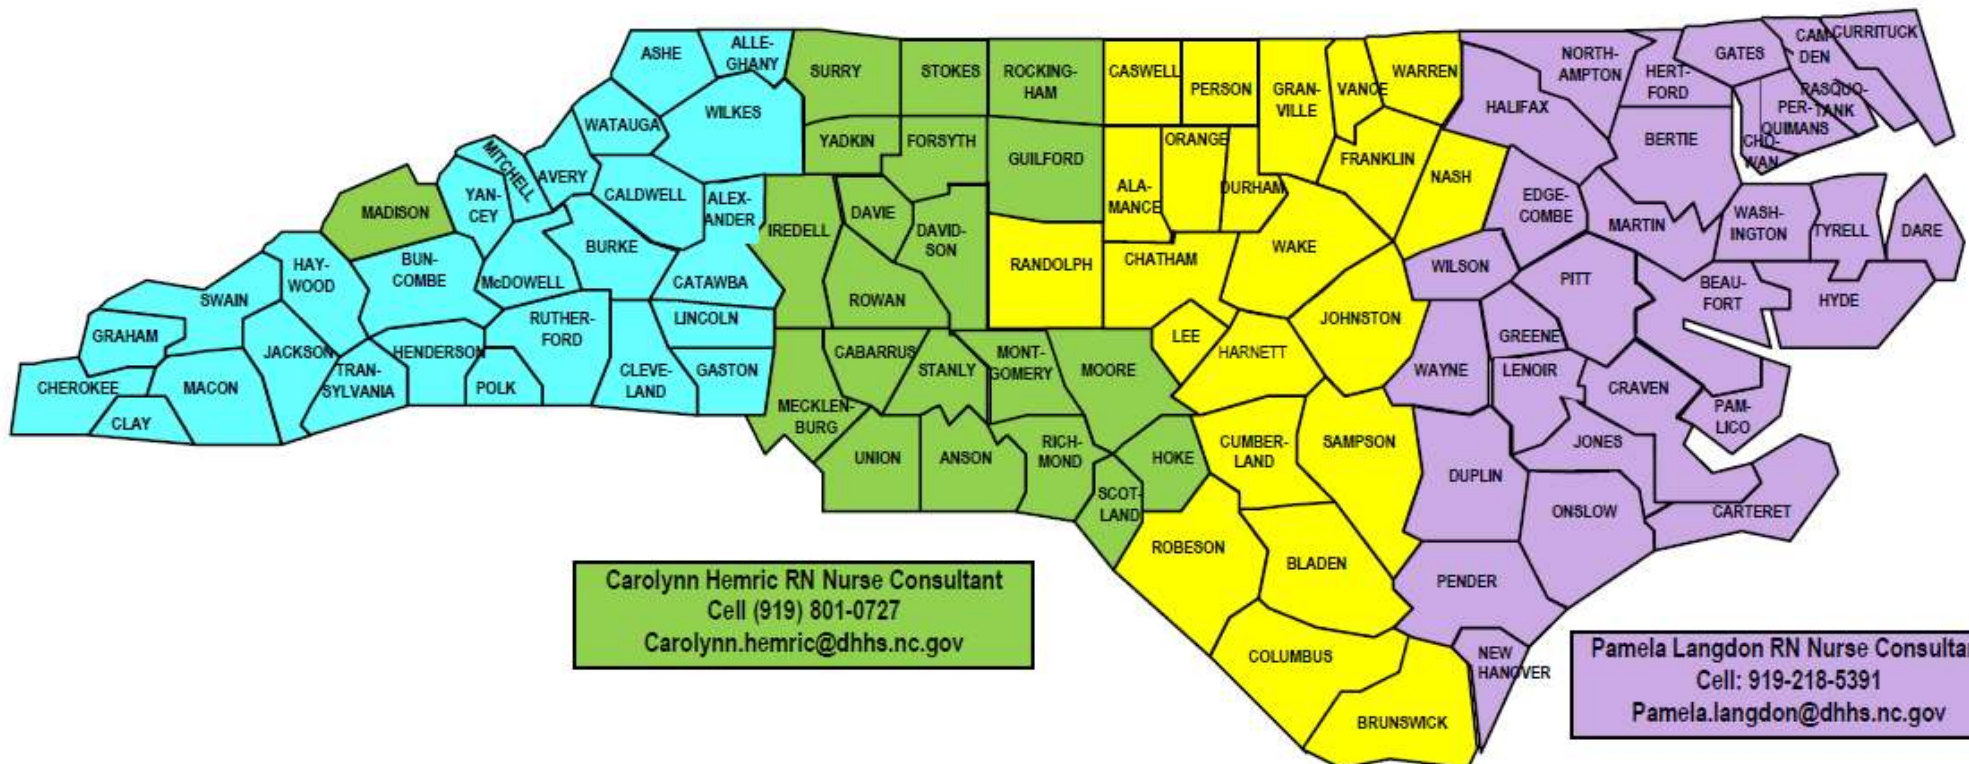 ASHE
ALLE-
GHANY
SURRY
STOKES
ROCKING-
HAM
CASWELL
PERSON
GRAN-
VILLE
VANCE
WARREN
NORTH-
AMPTON
HERT-
FORD
GATES
CAM-
DEN
CURRITUCK
PASQUO-
TANK
PER-
QUIMANS
CHO-
WAN
HALIFAX
BERTIE
WATAUGA
WILKES
YADKIN
FORSYTH
GUILFORD
ALA-
MANCE
ORANGE
DURHAM
FRANKLIN
NASH
EDGE-
COMBE
MARTIN
WASH-
INGTON
TYRELL
DARE
MITCHELL
AVERY
YAN-
CEY
CALDWELL
ALEX-
ANDER
MADISON
IREDELL
DAVIE
DAVID-
SON
RANDOLPH
CHATHAM
WAKE
WILSON
PITT
BEAU-
FORT
HYDE
HAY-
WOOD
BUN-
COMBE
McDOWELL
BURKE
CATAWBA
ROWAN
SWAIN
GRAHAM
JACKSON
HENDERSON
RUTHER-
FORD
LINCOLN
CABARRUS
STANLY
MONT-
GOMERY
MOORE
LEE
HARNETT
JOHNSTON
GREENE
WAYNE
LENOIR
CRAVEN
PAM-
LICO
CHEROKEE
CLAY
MACON
TRAN-
SYLVANIA
POLK
CLEVE-
LAND
GASTON
MECKLEN-
BURG
UNION
ANSON
RICH-
MOND
SCOT-
LAND
HOKE
CUMBER-
LAND
SAMPSON
DUPLIN
JONES
ONSLOW
CARTERET
ROBESON
BLADEN
PENDER
COLUMBUS
BRUNSWICK
NEW
HANOVER
Carolynn Hemric RN Nurse Consultant
Cell (919) 801-0727
Carolynn.hemric@dhhs.nc.gov
Pamela Langdon RN Nurse Consulta
Cell: 919-218-5391
Pamela.langdon@dhhs.nc.gov